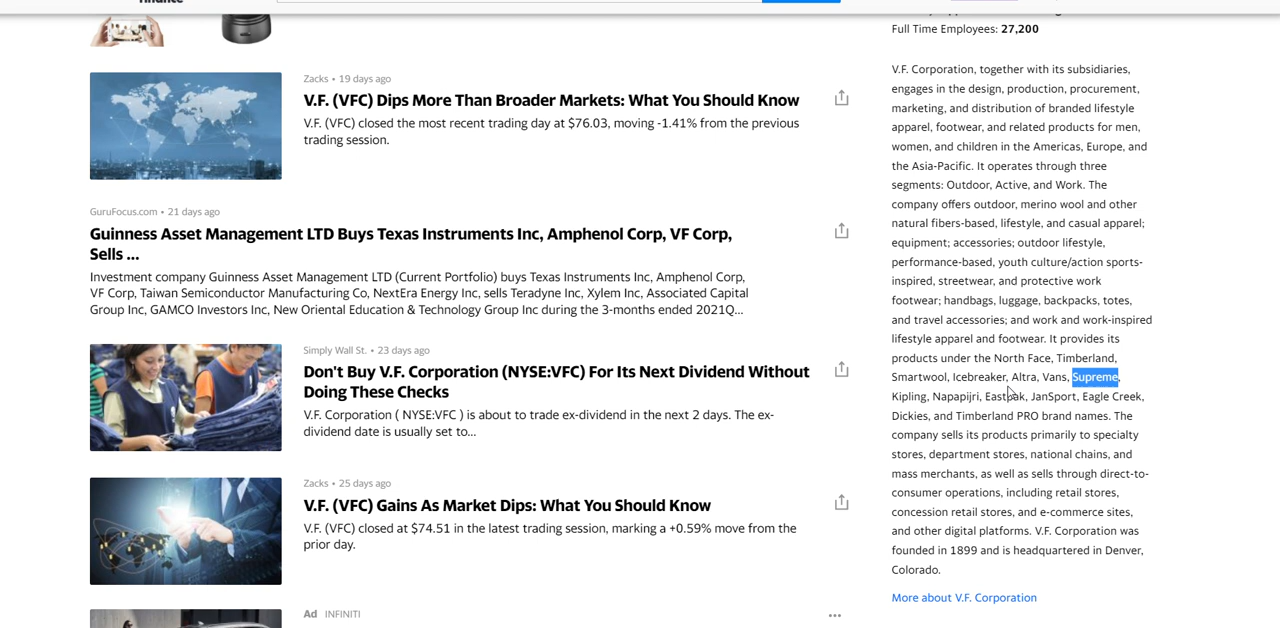 Zacks • 19 days ago
V.F. (VFC) Dips More Than Broader Markets: What You Should Know
V.F. (VFC) closed the most recent trading day at $76.03, moving -1.41% from the previous
trading session.
GuruFocus.com • 21 days ago
Guinness Asset Management LTD Buys Texas Instruments Inc, Amphenol Corp, VF Corp,
Sells ...
Investment company Guinness Asset Management LTD (Current Portfolio) buys Texas Instruments Inc, Amphenol Corp,
VF Corp, Taiwan Semiconductor Manufacturing Co, NextEra Energy Inc, sells Teradyne Inc, Xylem Inc, Associated Capital
Group Inc, GAMCO Investors Inc, New Oriental Education & Technology Group Inc during the 3-months ended 2021Q...
Simply Wall St. • 23 days ago
Don't Buy V.F. Corporation (NYSE:VFC) For Its Next Dividend Without
Doing These Checks
V.F. Corporation ( NYSE:VFC ) is about to trade ex-dividend in the next 2 days. The ex-
dividend date is usually set to...
Zacks • 25 days ago
V.F. (VFC) Gains As Market Dips: What You Should Know
V.F. (VFC) closed at $74.51 in the latest trading session, marking a +0.59% move from the
prior day.
Ad INFINITI
Full Time Employees: 27,200
V.F. Corporation, together with its subsidiaries,
engages in the design, production, procurement,
marketing, and distribution of branded lifestyle
apparel, footwear, and related products for men,
women, and children in the Americas, Europe, and
the Asia-Pacific. It operates through three
segments: Outdoor, Active, and Work. The
company offers outdoor, merino wool and other
natural fibers-based, lifestyle, and casual apparel;
equipment; accessories; outdoor lifestyle,
performance-based, youth culture/action sports-
inspired, streetwear, and protective work
footwear; handbags, luggage, backpacks, totes,
and travel accessories; and work and work-inspired
lifestyle apparel and footwear. It provides its
products under the North Face, Timberland,
Smartwool, Icebreaker, Altra, Vans, Supreme,
Kipling, Napapijri, Eastpak, JanSport, Eagle Creek,
Dickies, and Timberland PRO brand names. The
company sells its products primarily to specialty
stores, department stores, national chains, and
mass merchants, as well as sells through direct-to-
consumer operations, including retail stores,
concession retail stores, and e-commerce sites,
and other digital platforms. V.F. Corporation was
founded in 1899 and is headquartered in Denver,
Colorado.
More about V.F. Corporation